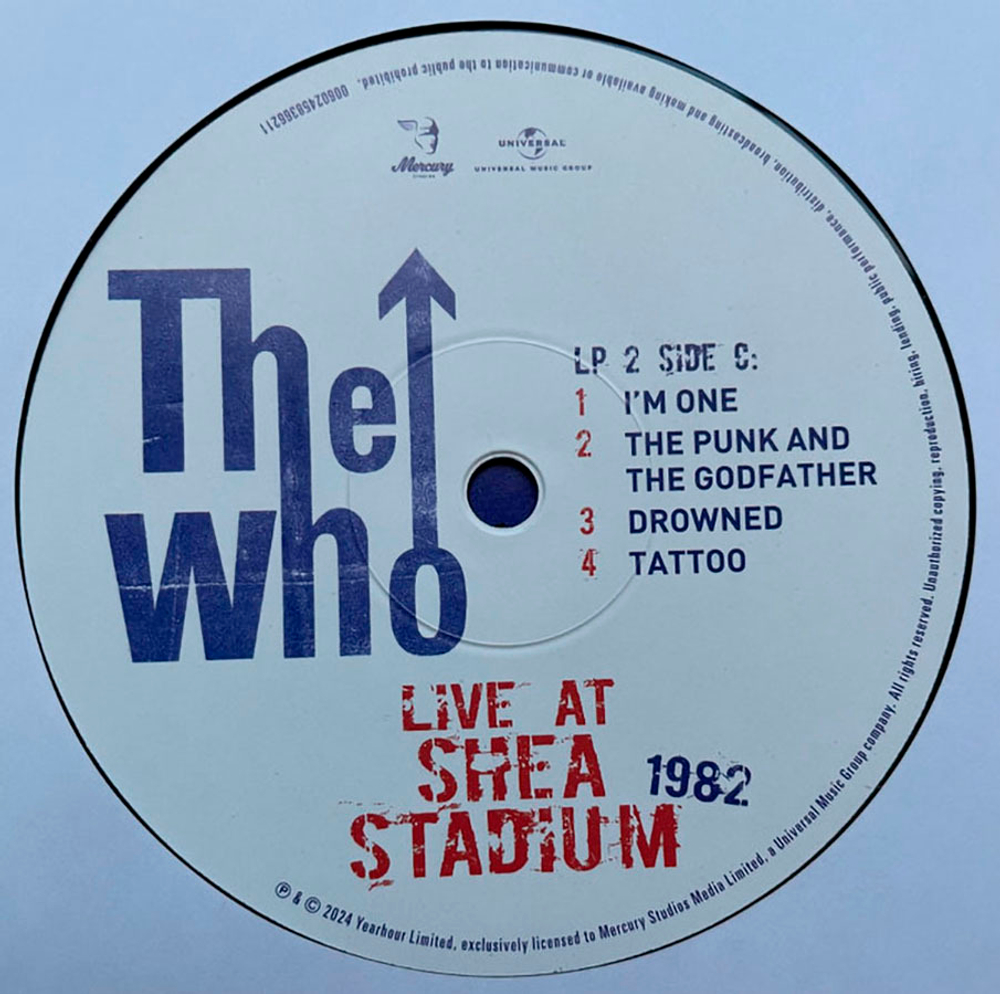 Mercury
STUDIOS
UNIVERSAL
UNIVERSAL MUSIC GROUP
The
Who
LP 2 SIDE C:
1 I'M ONE
2 THE PUNK AND
THE GODFATHER
3 DROWNED
4 TATTOO
LIVE AT
SHEA
STADIUM
1982
℗ & © 2024 Yearhour Limited, exclusively licensed to Mercury Studios Media Limited, a Universal Music Group company. All rights reserved. Unauthorized copying, reproduction, hiring, lending, public performance, distribution, broadcasting and making available or communication to the public prohibited. 00602458366211